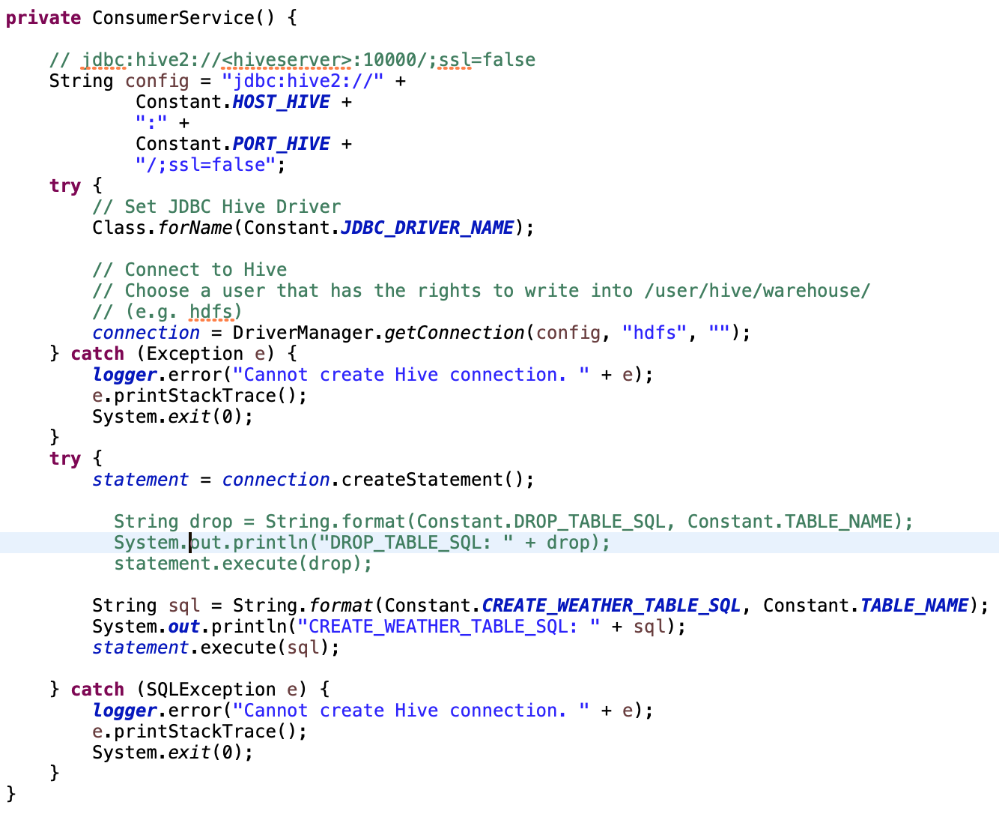 private ConsumerService() {
// jdbc:hive2://<hiveserver>:10000/;ssl=false
String config = "jdbc:hive2://" +
Constant.HOST_HIVE +
":" +
Constant.PORT_HIVE +
"/;ssl=false";
try {
// Set JDBC Hive Driver
Class.forName(Constant.JDBC_DRIVER_NAME);
// Connect to Hive
// Choose a user that has the rights to write into /user/hive/warehouse/
// (e.g. hdfs)
connection = DriverManager.getConnection(config, "hdfs", "");
} catch (Exception e) {
logger.error("Cannot create Hive connection. " + e);
e.printStackTrace();
System.exit(0);
}
try {
statement = connection.createStatement();
String drop = String.format(Constant.DROP_TABLE_SQL, Constant.TABLE_NAME);
System.out.println("DROP_TABLE_SQL: " + drop);
statement.execute(drop);
String sql = String.format(Constant.CREATE_WEATHER_TABLE_SQL, Constant.TABLE_NAME);
System.out.println("CREATE_WEATHER_TABLE_SQL: " + sql);
statement.execute(sql);
} catch (SQLException e) {
logger.error("Cannot create Hive connection. " + e);
e.printStackTrace();
System.exit(0);
}
}